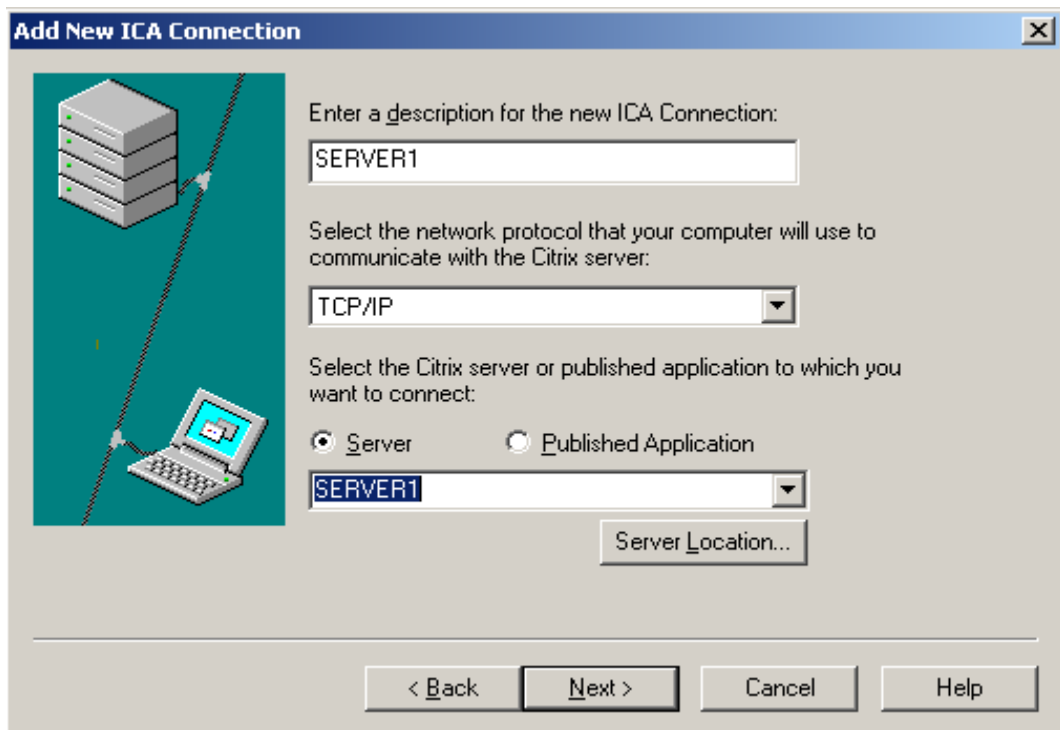 Add New ICA Connection
Enter a description for the new ICA Connection:
SERVER1
Select the network protocol that your computer will use to
communicate with the Citrix server:
TCP/IP
Select the Citrix server or published application to which you
want to connect:
Server Published Application
SERVER1
Server Location...
< Back Next > Cancel Help